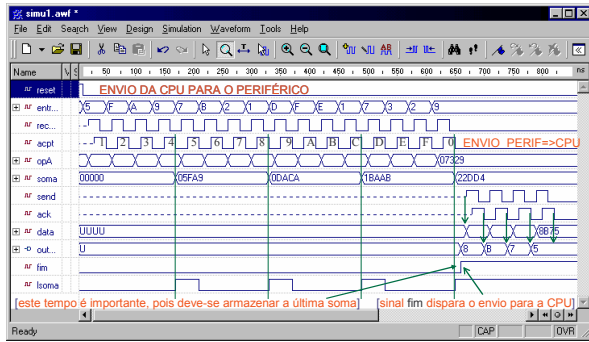 simu1.awf *
File Edit Search View Design Simulation Waveform Tools Help
Name V S 50 100 150 200 250 300 350 400 450 500 550 600 650 700 750 800 ns
reset ENVIO DA CPU PARA O PERIFÉRICO
entr... 5 F A 9 7 B 2 1 D F E 1 7 3 2 9
rec...
acpt 1 2 3 4 5 6 7 8 9 A B C D E F 0 ENVIO PERIF=>CPU
opA 07329
soma 00000 05FA9 0DACA 1BAAB 22DD4
send
ack
data UUUU 8B75
out... U 8 B 7 5
fim
lsoma
[este tempo é importante, pois deve-se armazenar a última soma] [sinal fim dispara o envio para a CPU]
Ready CAP OVR